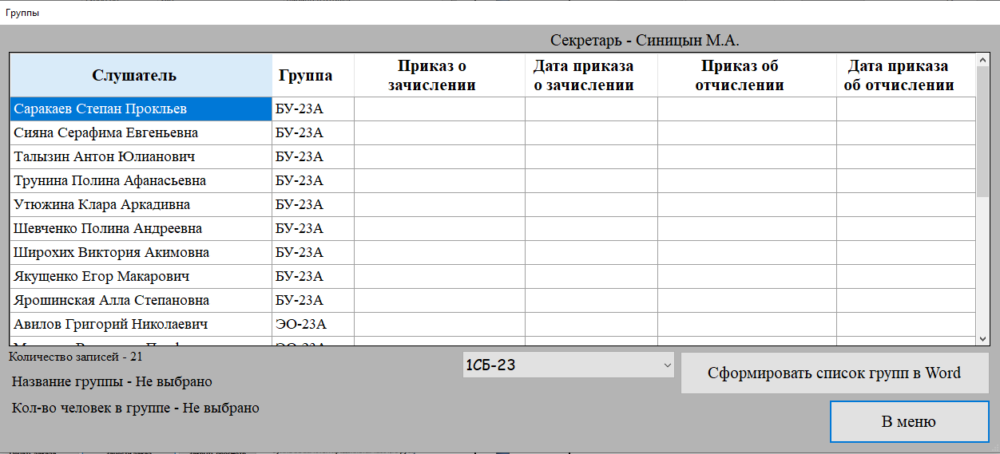 Группы
Секретарь - Синицын М.А.
Слушатель Группа Приказ о зачислении Дата приказа о зачислении Приказ об отчислении Дата приказа об отчислении
Саракаев Степан Прокльев БУ-23А
Сияна Серафима Евгеньевна БУ-23А
Талызин Антон Юлианович БУ-23А
Трунина Полина Афанасьевна БУ-23А
Утюжина Клара Аркадивна БУ-23А
Шевченко Полина Андреевна БУ-23А
Широхих Виктория Акимовна БУ-23А
Якущенко Егор Макарович БУ-23А
Ярошинская Алла Степановна БУ-23А
Авилов Григорий Николаевич ЭО-23А
Количество записей - 21
1СБ-23
Сформировать список групп в Word
Название группы - Не выбрано
Кол-во человек в группе - Не выбрано
В меню